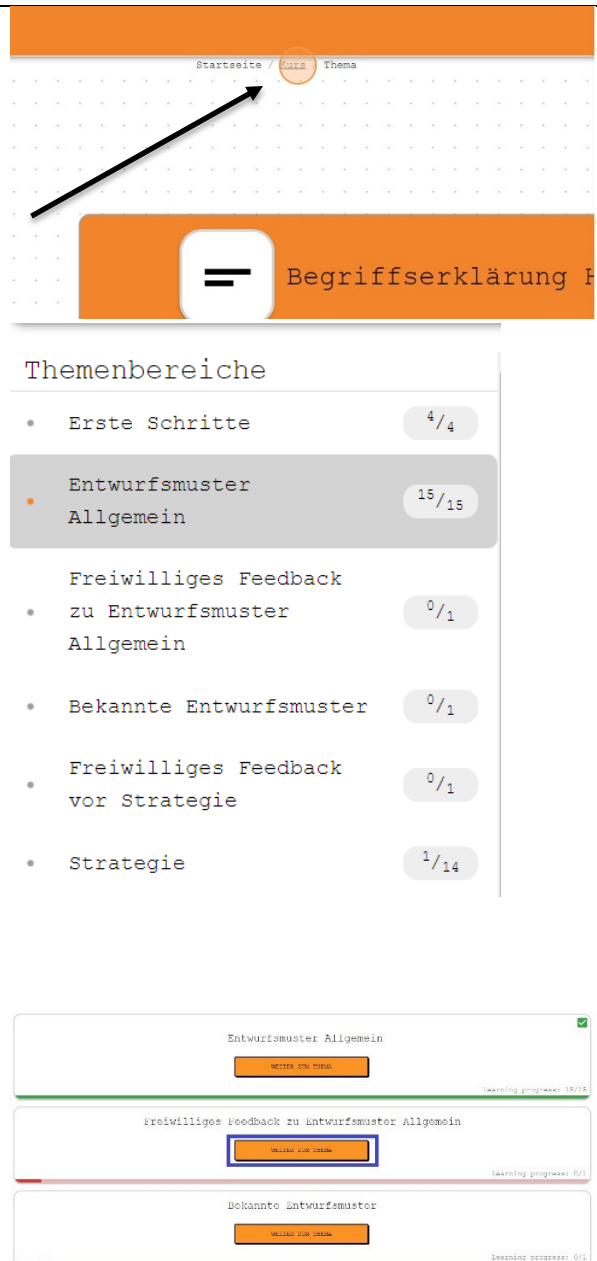 Startseite / Kurs / Thema
Begriffserklärung H
Themenbereiche
Erste Schritte 4/4
Entwurfsmuster
Allgemein 15/15
Freiwilliges Feedback
zu Entwurfsmuster
Allgemein 0/1
Bekannte Entwurfsmuster 0/1
Freiwilliges Feedback
vor Strategie 0/1
Strategie 1/14
Entwurfsmuster Allgemein
WEITER ZUM THEMA
Learning progress: 15/15
Freiwilliges Feedback zu Entwurfsmuster Allgemein
WEITER ZUM THEMA
Learning progress: 0/1
Bekannte Entwurfsmuster
WEITER ZUM THEMA
Learning progress: 0/1